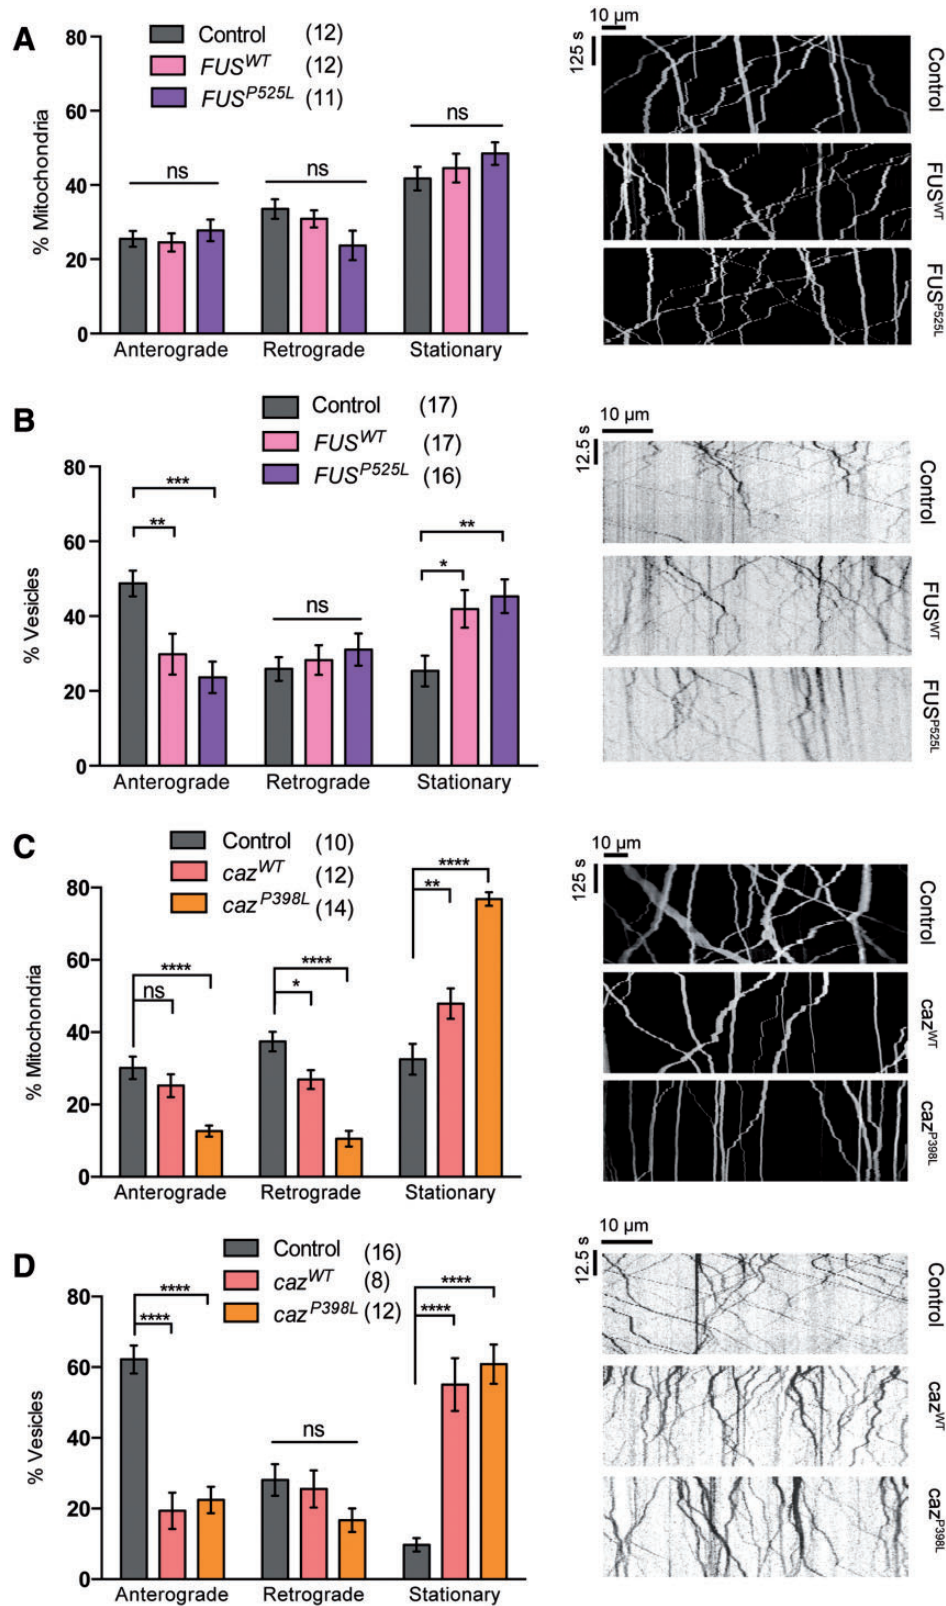 A
80
60
40
20
0
% Mitochondria
Control (12)
FUS^WT (12)
FUS^P525L (11)
ns
ns
ns
Anterograde
Retrograde
Stationary
10 µm
125 s
Control
FUS^WT
FUS^P525L
B
80
60
40
20
0
% Vesicles
Control (17)
FUS^WT (17)
FUS^P525L (16)
***
**
ns
**
*
Anterograde
Retrograde
Stationary
10 µm
12.5 s
Control
FUS^WT
FUS^P525L
C
80
60
40
20
0
% Mitochondria
Control (10)
caz^WT (12)
caz^P398L (14)
****
ns
****
*
****
**
Anterograde
Retrograde
Stationary
10 µm
125 s
Control
caz^WT
caz^P398L
D
80
60
40
20
0
% Vesicles
Control (16)
caz^WT (8)
caz^P398L (12)
****
****
ns
****
****
Anterograde
Retrograde
Stationary
10 µm
12.5 s
Control
caz^WT
caz^P398L